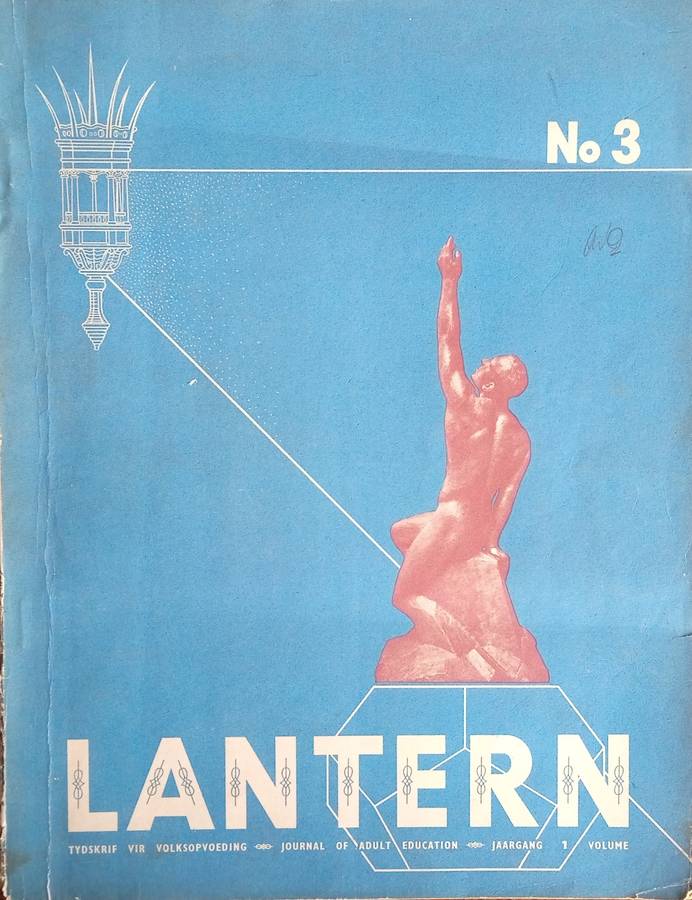 No 3
LANTERN
TYDSKRIF VIR VOLKSOPVOEDING JOURNAL OF ADULT EDUCATION JAARGANG 1 VOLUME